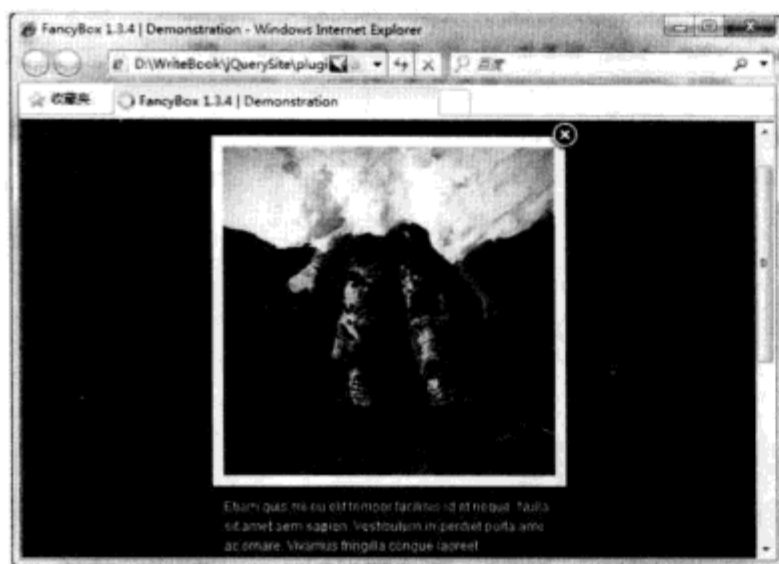 FancyBox 1.3.4 | Demonstration - Windows Internet Explorer
D:\WriteBook\jQuerySite\plugi
百度
收藏夹 FancyBox 1.3.4 | Demonstration
Etiam quis mi eu elit tempor facilisis id et neque. Nulla
sit amet sem sapien. Vestibulum imperdiet porta ante
ac ornare. Vivamus fringilla congue laoreet